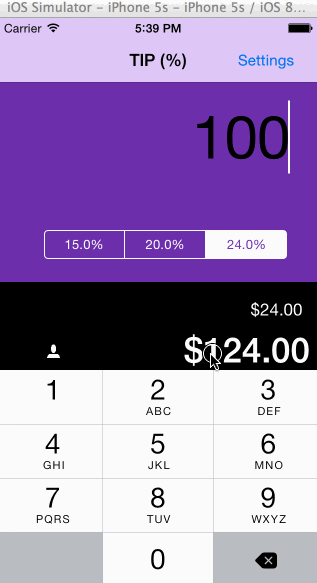 iOS Simulator – iPhone 5s – iPhone 5s / iOS 8...
Carrier 5:39 PM
TIP (%) Settings
100
15.0% 20.0% 24.0%
$24.00
$124.00
1 2 3
ABC DEF
4 5 6
GHI JKL MNO
7 8 9
PQRS TUV WXYZ
0